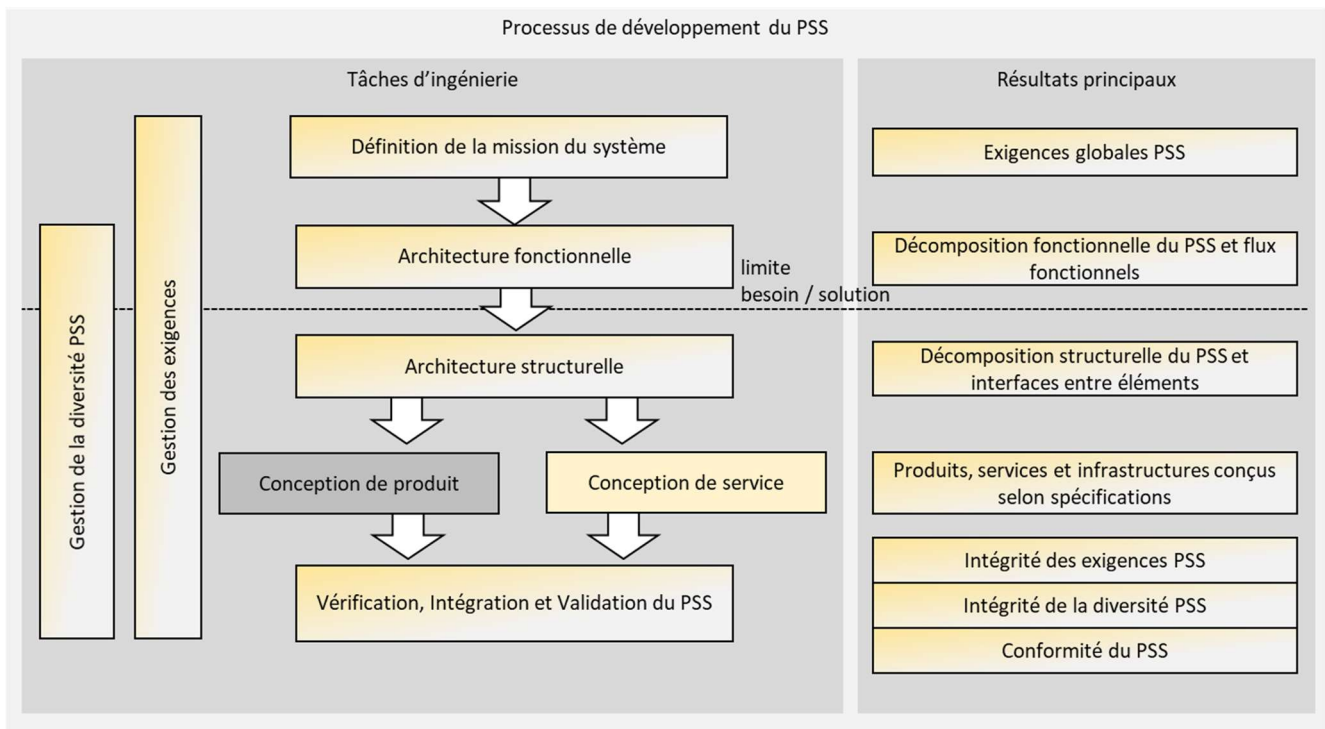 Processus de développement du PSS
Tâches d'ingénierie
Gestion de la diversité PSS
Gestion des exigences
Définition de la mission du système
Architecture fonctionnelle
limite
besoin / solution
Architecture structurelle
Conception de produit
Conception de service
Vérification, Intégration et Validation du PSS
Résultats principaux
Exigences globales PSS
Décomposition fonctionnelle du PSS et flux
fonctionnels
Décomposition structurelle du PSS et
interfaces entre éléments
Produits, services et infrastructures conçus
selon spécifications
Intégrité des exigences PSS
Intégrité de la diversité PSS
Conformité du PSS